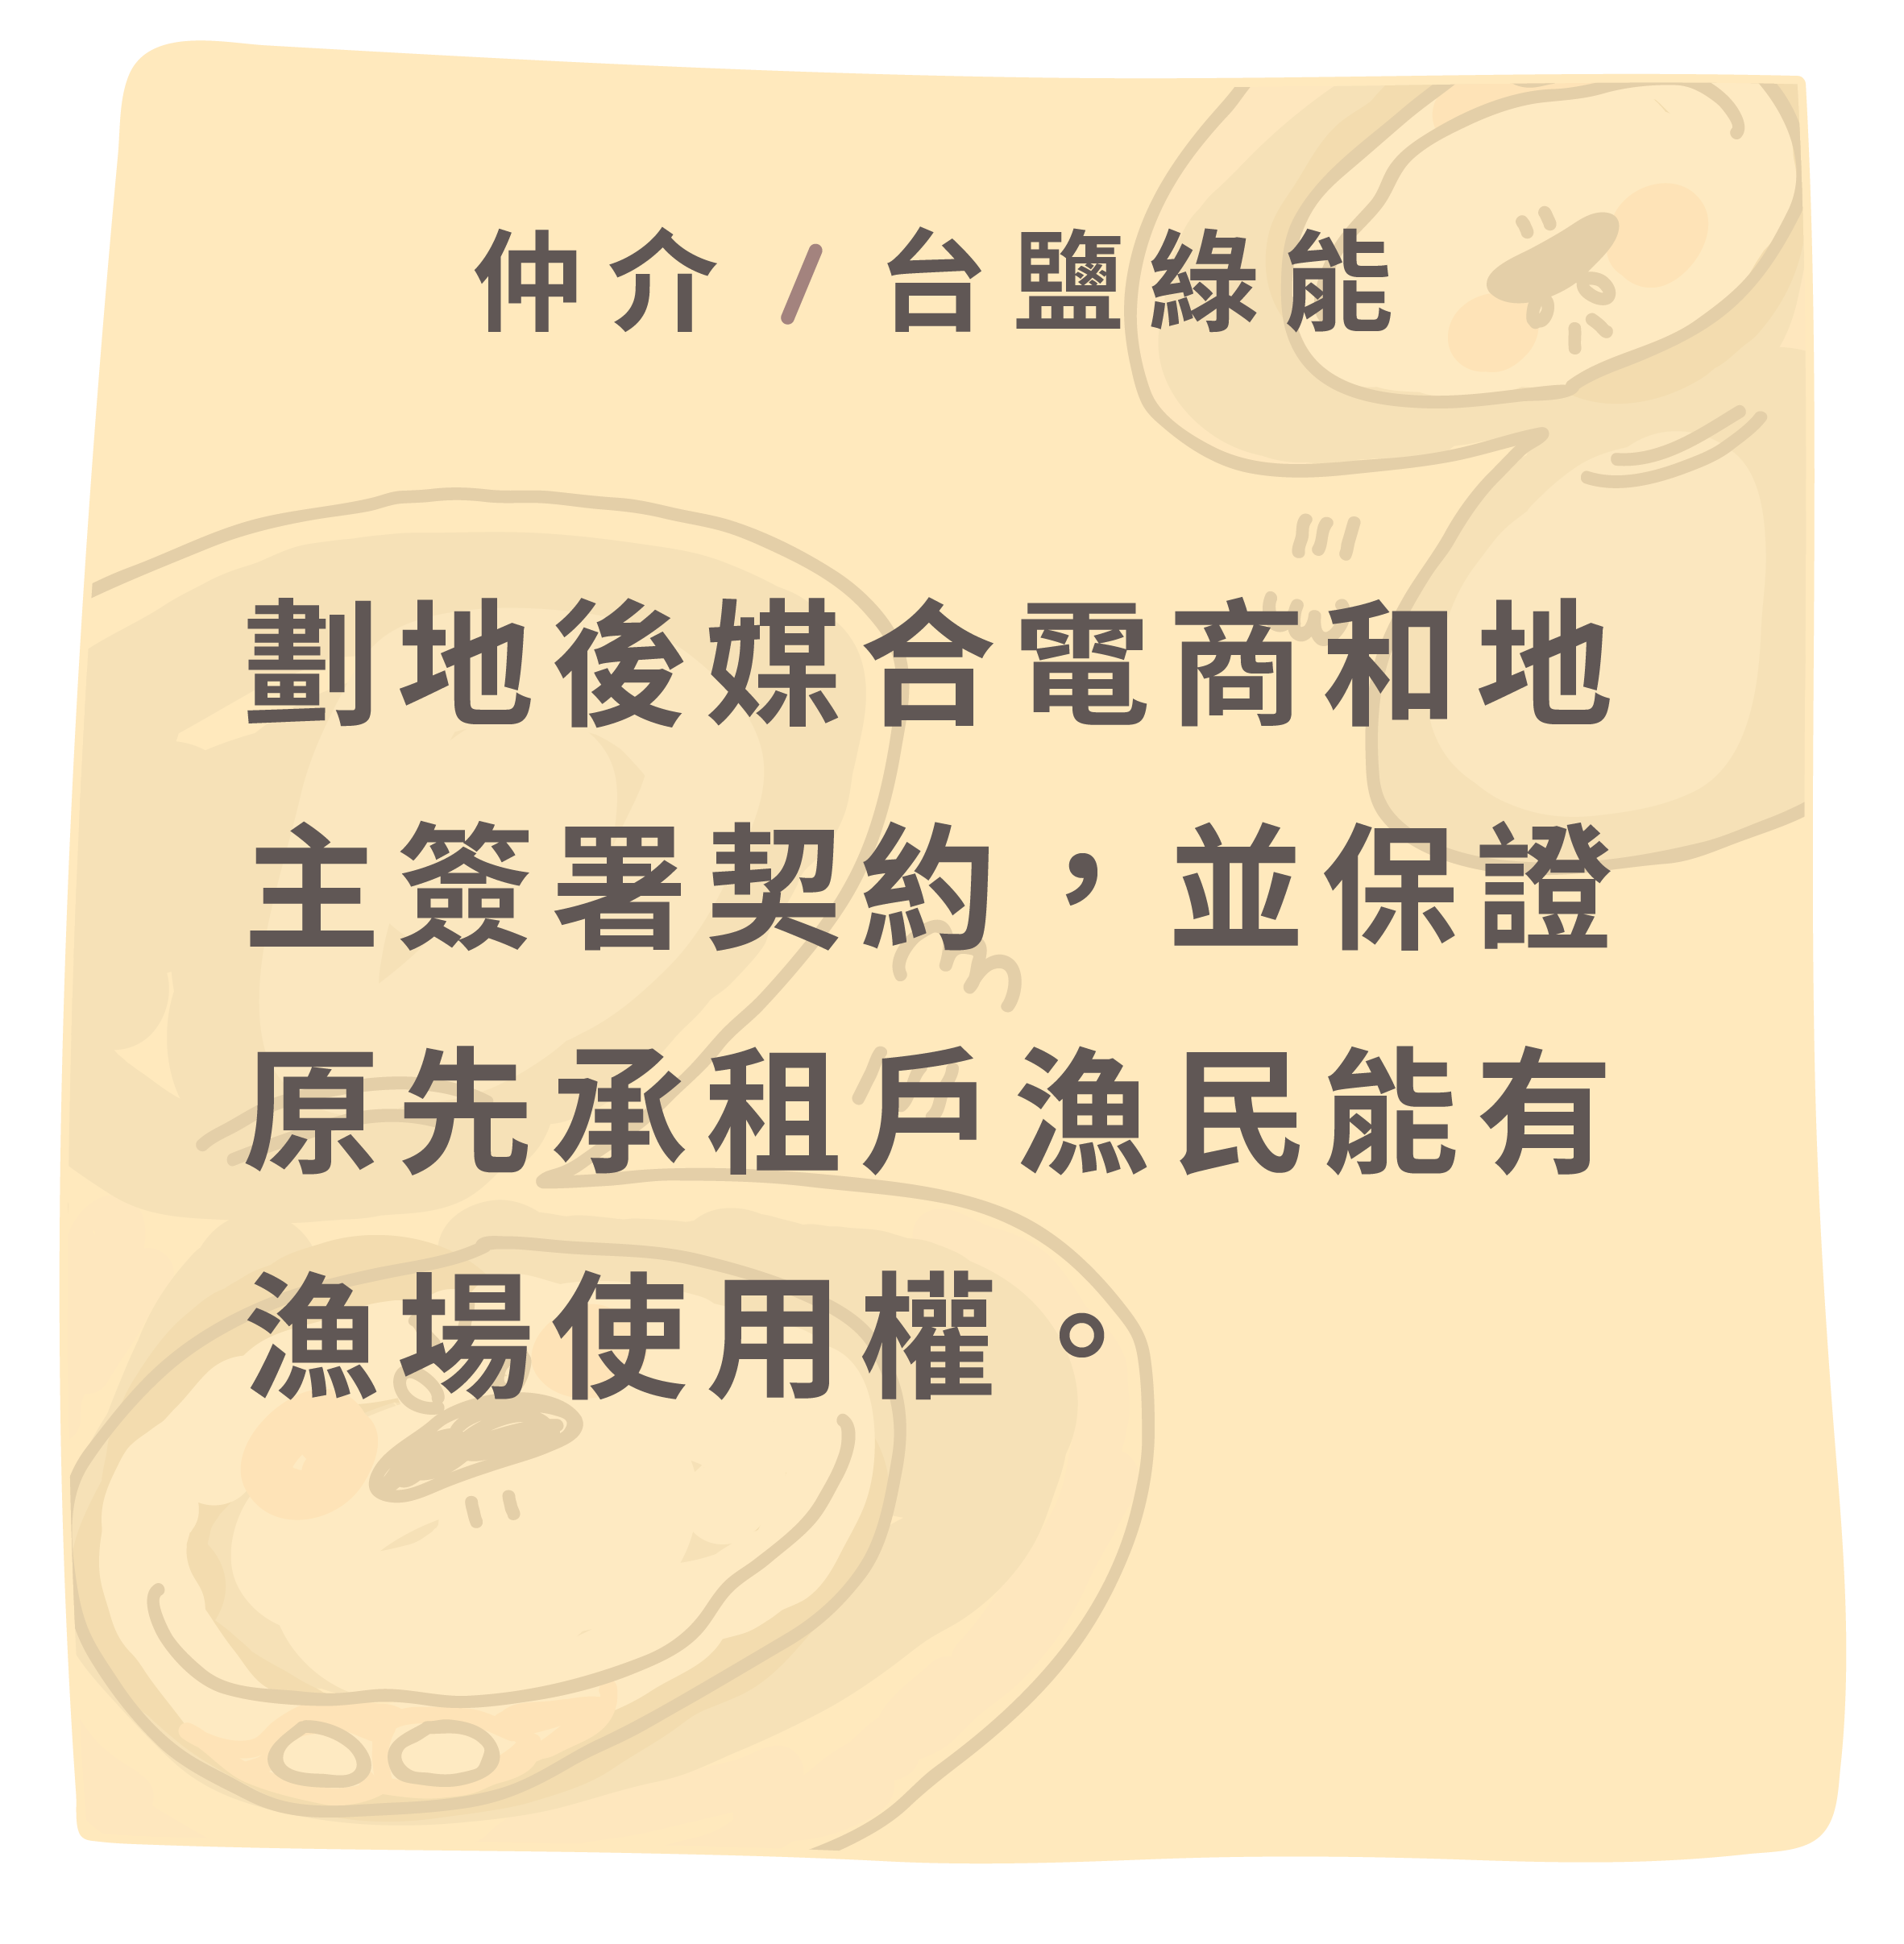 仲介/台鹽綠能
劃地後媒合電商和地
主簽署契約，並保證
原先承租戶漁民能有
漁場使用權。